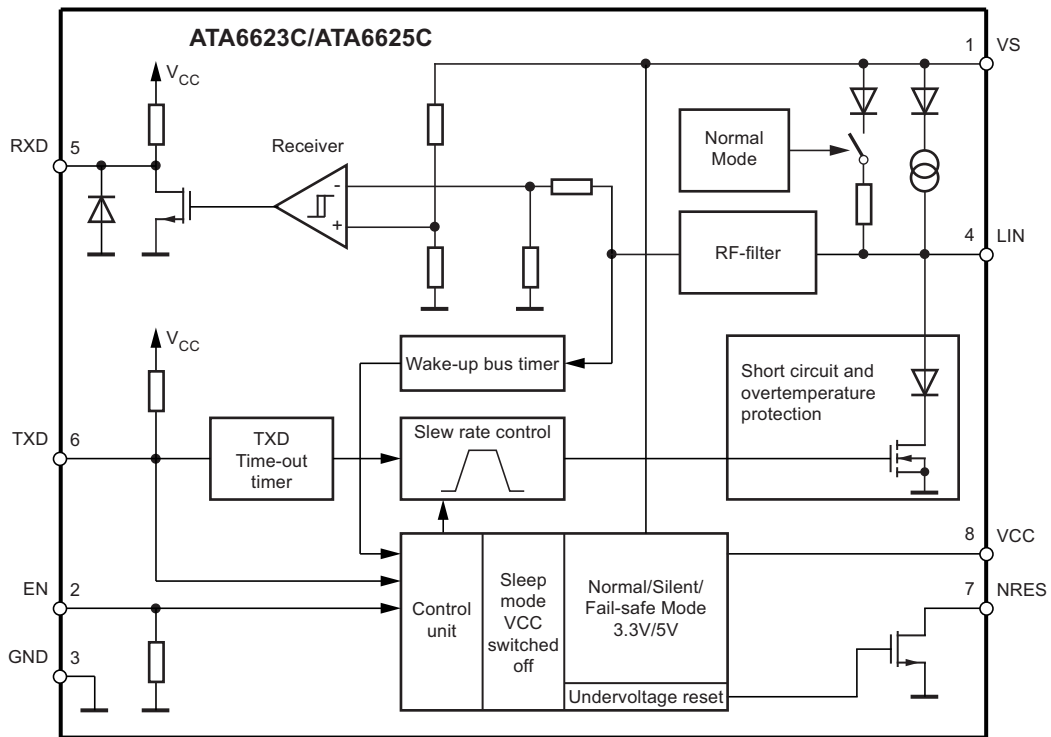 ATA6623C/ATA6625C
1 VS
VCC
RXD 5
Receiver
-
+
Normal
Mode
RF-filter
4 LIN
VCC
Wake-up bus timer
Short circuit and
overtemperature
protection
TXD 6
TXD
Time-out
timer
Slew rate control
8 VCC
EN 2
Control
unit
Sleep
mode
VCC
switched
off
Normal/Silent/
Fail-safe Mode
3.3V/5V
7 NRES
GND 3
Undervoltage reset